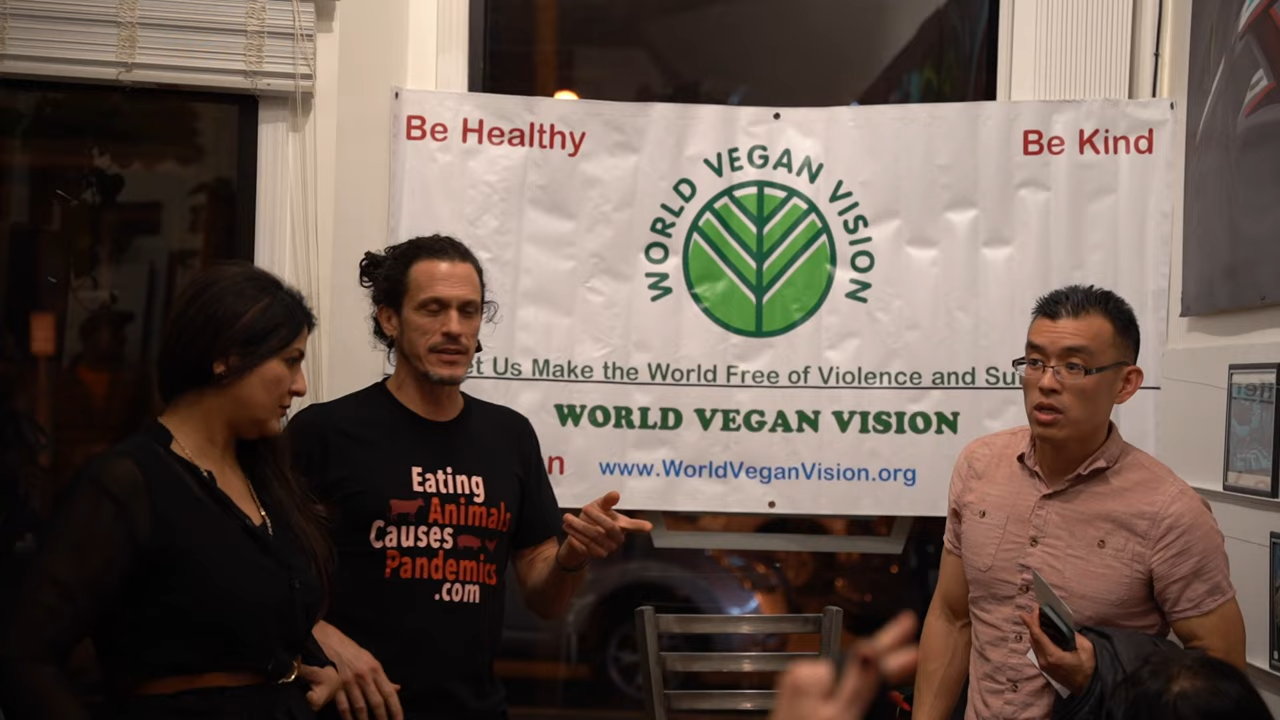 Be Healthy
Be Kind
WORLD VEGAN VISION
et Us Make the World Free of Violence and Su
WORLD VEGAN VISION
n
www.WorldVeganVision.org
Eating
Animals
Causes
Pandemics
.com